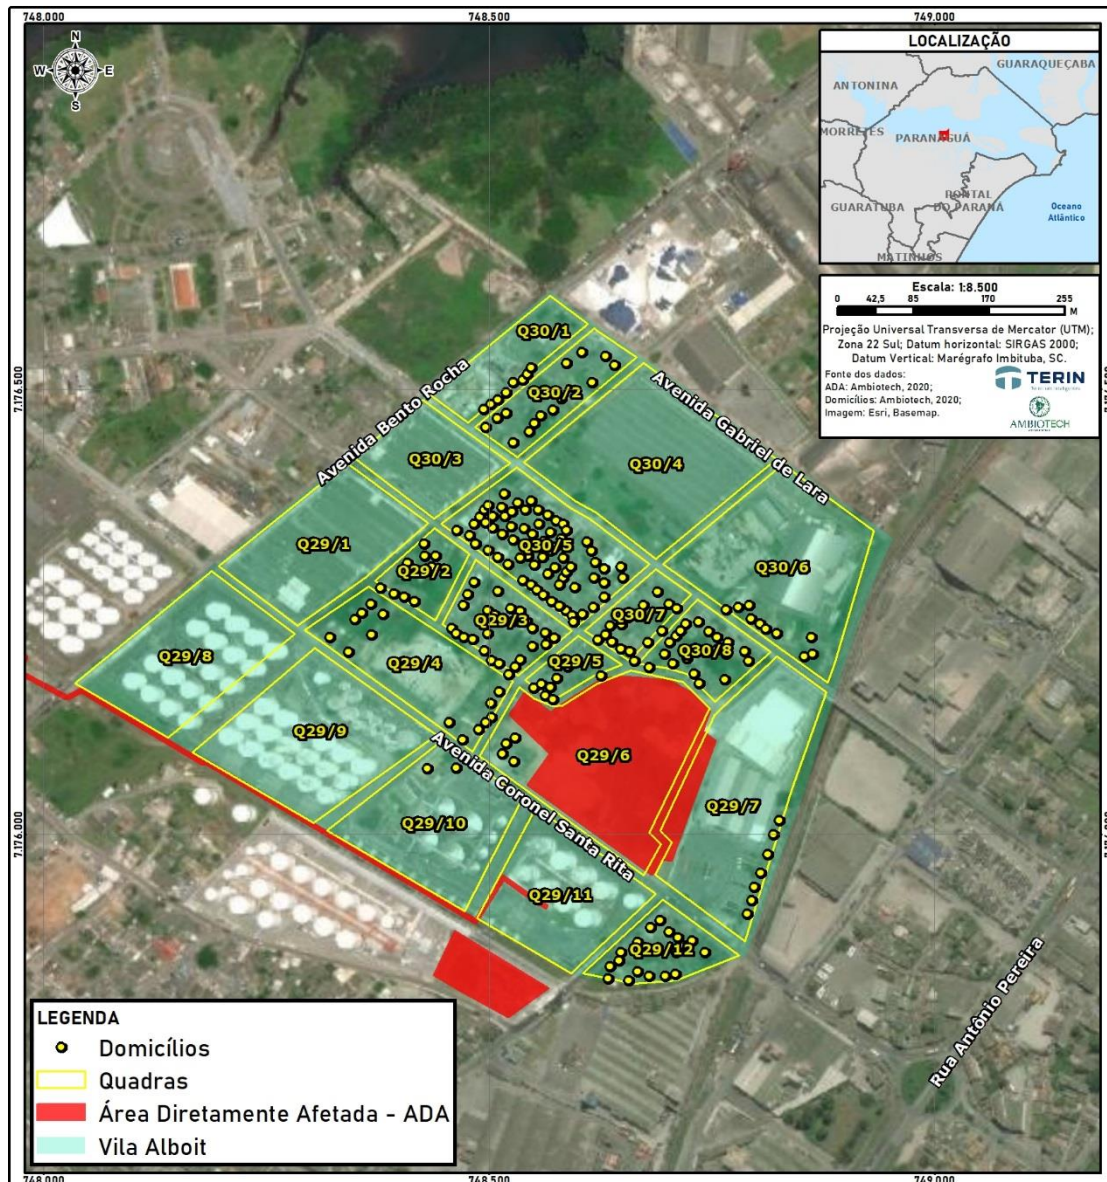 748.000
748.500
749.000
N
W
E
S
LOCALIZAÇÃO
GUARAQUEÇABA
ANTONINA
MORRETES
PARANAGUÁ
PONTAL
DO PARANÁ
GUARATUBA
Oceano
Atlântico
MATINHOS
Escala: 1:8.500
0 42,5 85 170 255
M
Projeção Universal Transversa de Mercator (UTM);
Zona 22 Sul; Datum horizontal: SIRGAS 2000;
Datum Vertical: Marégrafo Imbituba, SC.
Fonte dos dados:
ADA: Ambiotech, 2020;
Domicílios: Ambiotech, 2020;
Imagem: Esri, Basemap.
TERIN
AMBIOTECH
7.176.500
7.176.000
Q30/1
Avenida Bento Rocha
Q30/2
Avenida Gabriel de Lara
Q30/3
Q30/4
Q29/1
Q30/5
Q29/2
Q30/6
Q29/3
Q30/7
Q30/8
Q29/8
Q29/4
Q29/5
Q29/9
Avenida Coronel Santa Rita
Q29/6
Q29/7
Q29/10
Q29/11
Q29/12
Rua Antônio Pereira
LEGENDA
Domicílios
Quadras
Área Diretamente Afetada - ADA
Vila Alboit
748.000
748.500
749.000